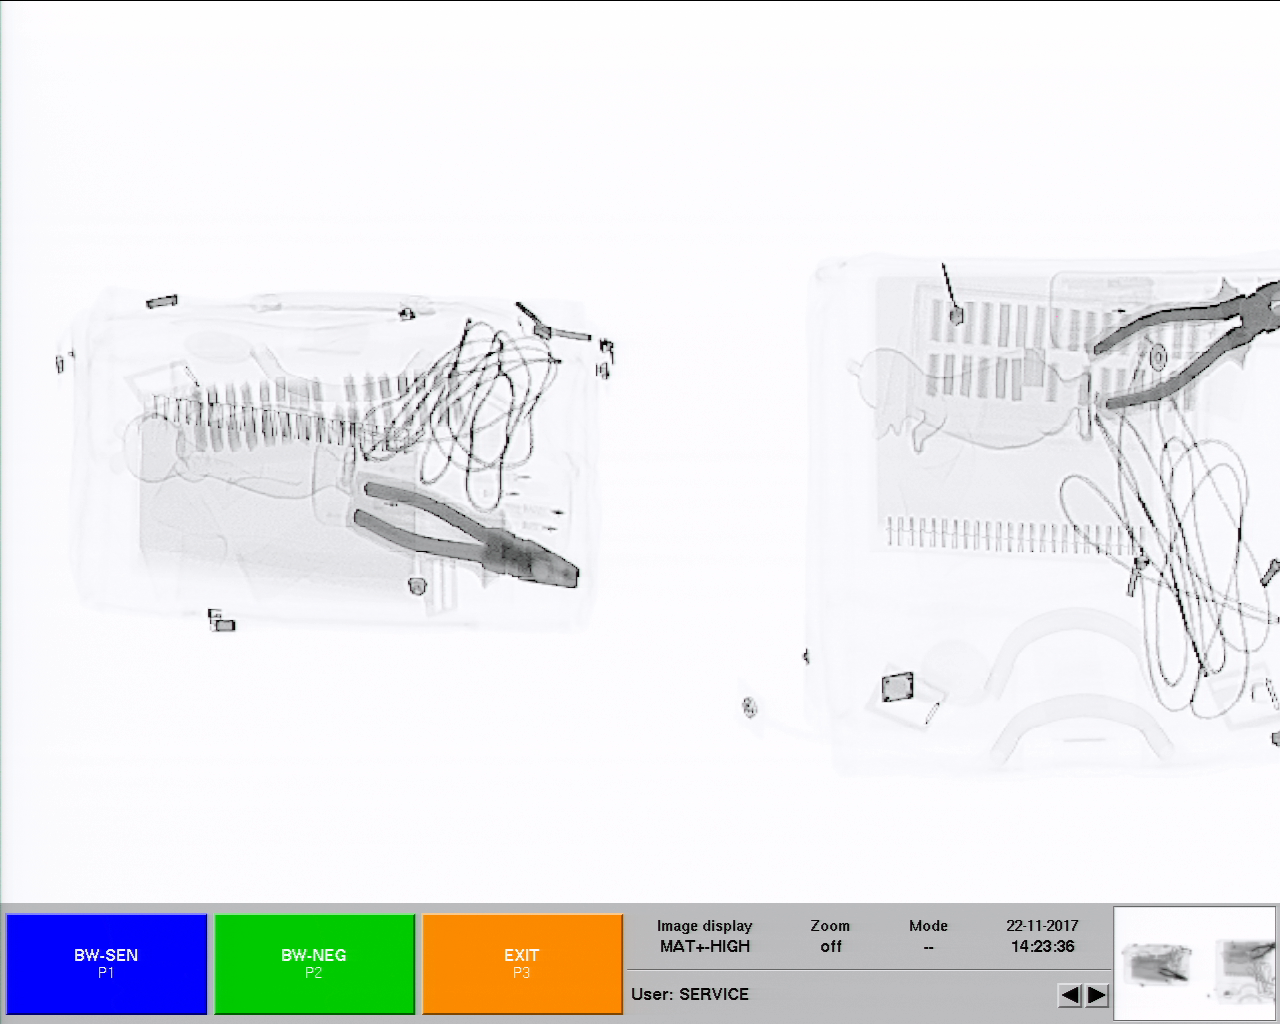 BW-SEN
P1
BW-NEG
P2
EXIT
P3
Image display
MAT+-HIGH
Zoom
off
Mode
--
22-11-2017
14:23:36
User: SERVICE